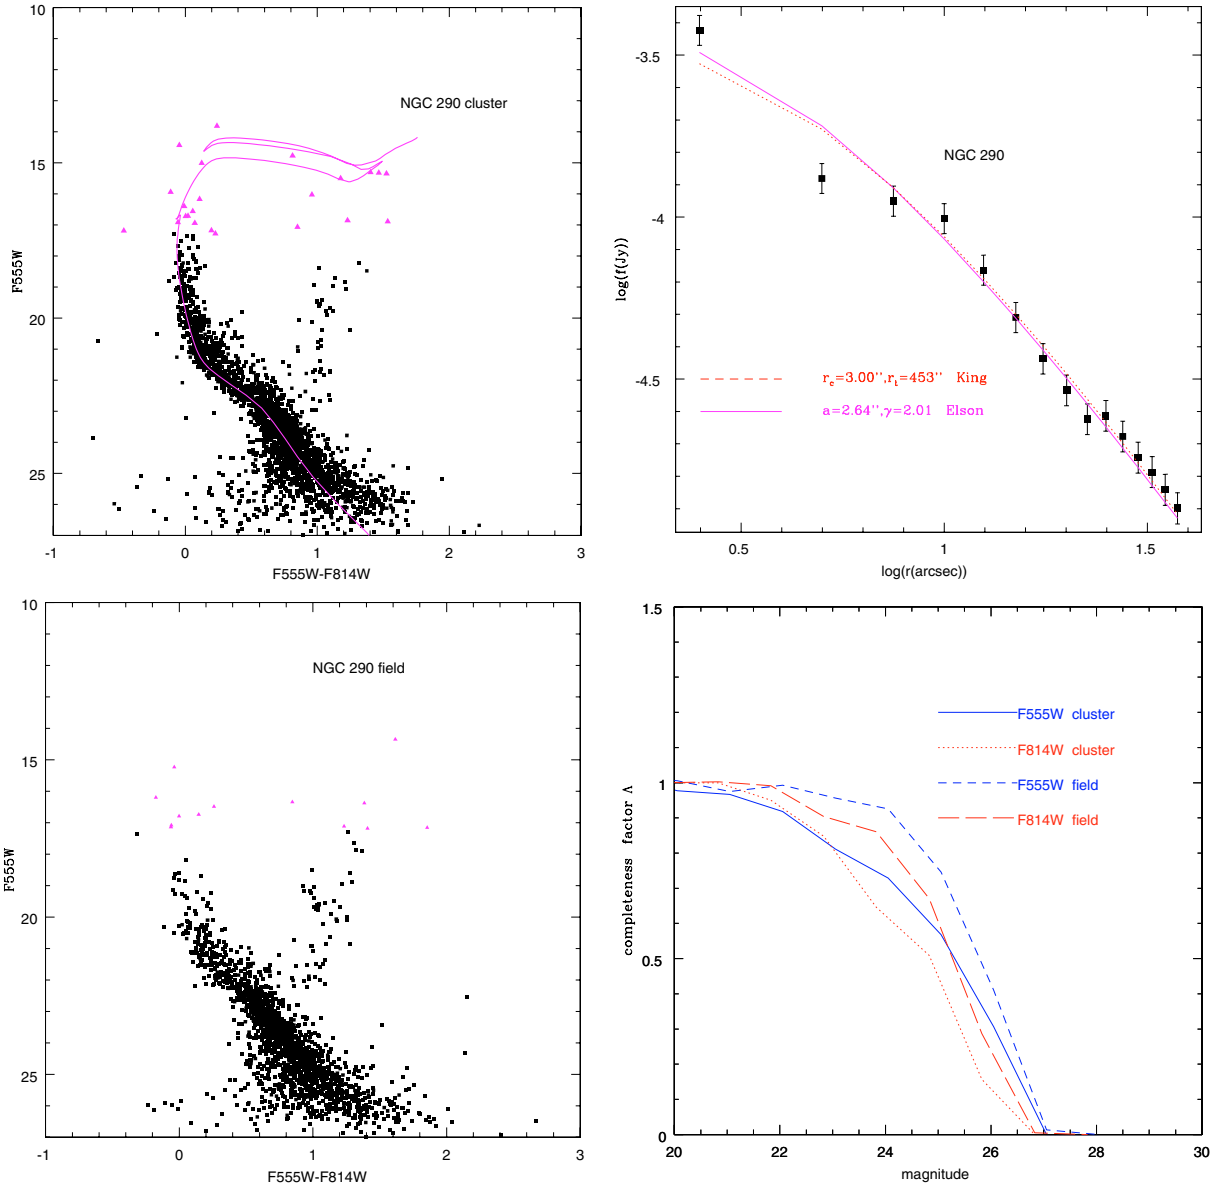 10
15
20
25
F555W
NGC 290 cluster
-1
0
1
2
3
F555W-F814W
-3.5
-4
-4.5
log(f(Jy))
NGC 290
r_c=3.00'',r_t=453'' King
a=2.64'',γ=2.01 Elson
0.5
1
1.5
log(r(arcsec))
10
15
20
25
F555W
NGC 290 field
-1
0
1
2
3
F555W-F814W
1.5
1
0.5
0
completeness factor Λ
F555W cluster
F814W cluster
F555W field
F814W field
20
22
24
26
28
30
magnitude